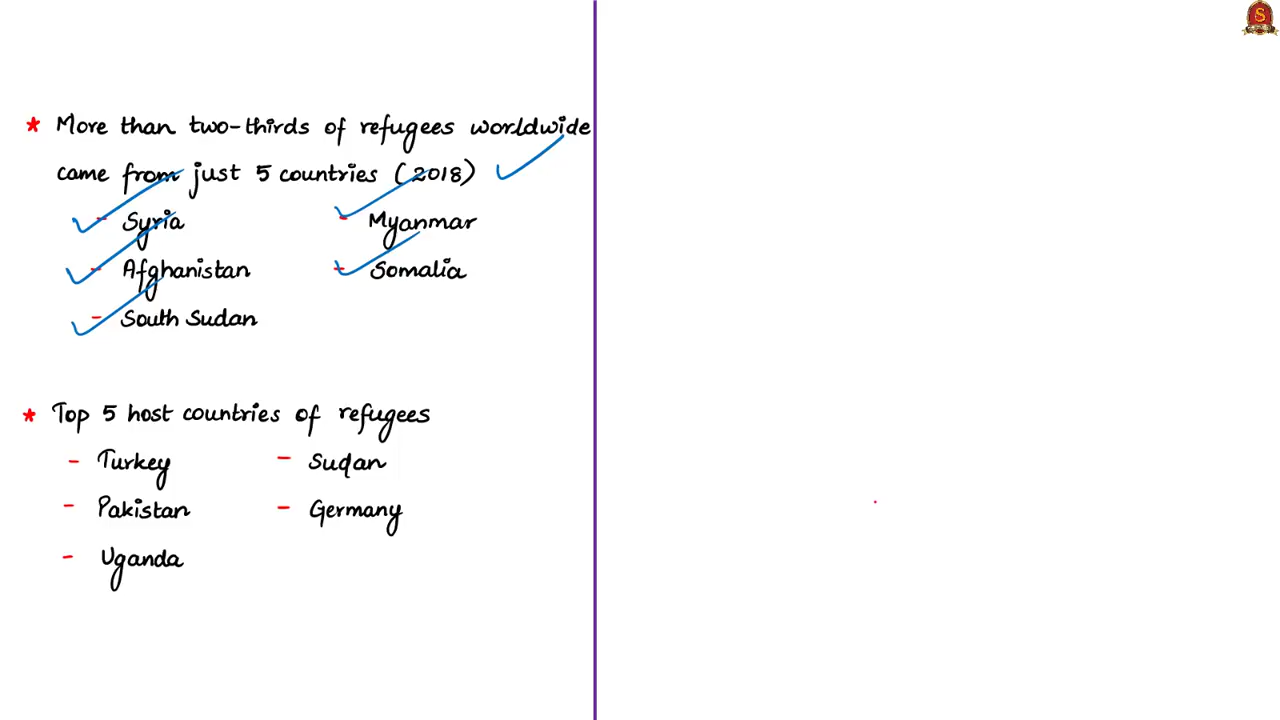 * More than two-thirds of refugees worldwide
came from just 5 countries (2018)
- Syria - Myanmar
- Afghanistan - Somalia
- South Sudan
* Top 5 host countries of refugees
- Turkey - Sudan
- Pakistan - Germany
- Uganda
S